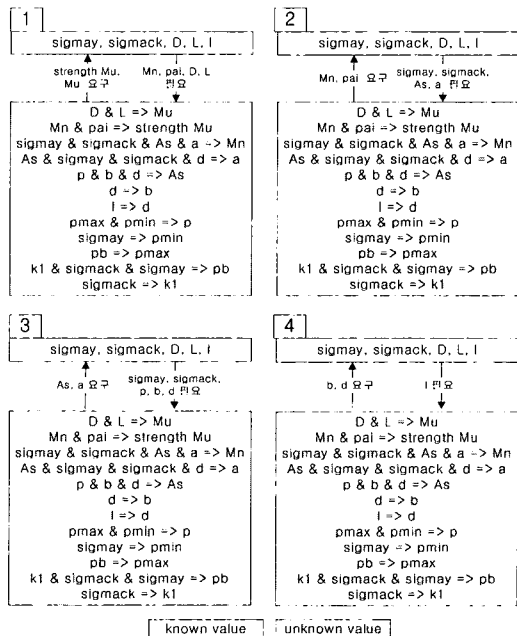 1
sigmay, sigmack, D, L, l
strength Mu, Mu 요구
Mn, pai, D, L 필요
D & L => Mu
Mn & pai => strength Mu
sigmay & sigmack & As & a => Mn
As & sigmay & sigmack & d => a
p & b & d => As
d => b
l => d
pmax & pmin => p
sigmay => pmin
pb => pmax
k1 & sigmack & sigmay => pb
sigmack => k1
2
sigmay, sigmack, D, L, l
Mn, pai 요구
sigmay, sigmack, As, a 필요
D & L => Mu
Mn & pai => strength Mu
sigmay & sigmack & As & a => Mn
As & sigmay & sigmack & d => a
p & b & d => As
d => b
l => d
pmax & pmin => p
sigmay => pmin
pb => pmax
k1 & sigmack & sigmay => pb
sigmack => k1
3
sigmay, sigmack, D, L, l
As, a 요구
sigmay, sigmack, p, b, d 필요
D & L => Mu
Mn & pai => strength Mu
sigmay & sigmack & As & a => Mn
As & sigmay & sigmack & d => a
p & b & d => As
d => b
l => d
pmax & pmin => p
sigmay => pmin
pb => pmax
k1 & sigmack & sigmay => pb
sigmack => k1
4
sigmay, sigmack, D, L, l
b, d 요구
l 필요
D & L => Mu
Mn & pai => strength Mu
sigmay & sigmack & As & a => Mn
As & sigmay & sigmack & d => a
p & b & d => As
d => b
l => d
pmax & pmin => p
sigmay => pmin
pb => pmax
k1 & sigmack & sigmay => pb
sigmack => k1
known value
unknown value